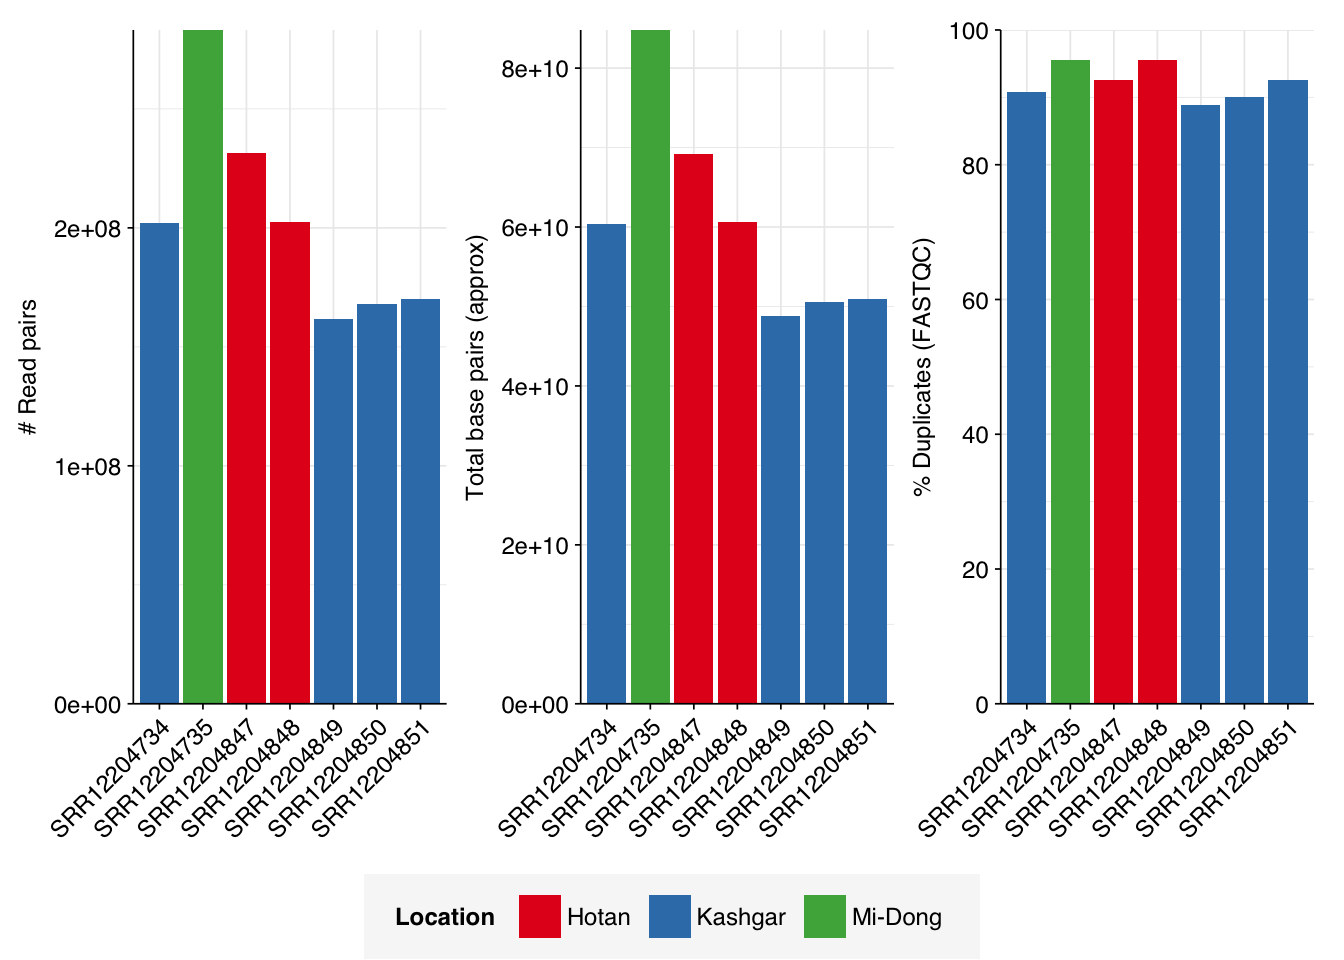 # Read pairs
2e+08
1e+08
0e+00
SRR12204734
SRR12204735
SRR12204847
SRR12204848
SRR12204849
SRR12204850
SRR12204851
Total base pairs (approx)
8e+10
6e+10
4e+10
2e+10
0e+00
SRR12204734
SRR12204735
SRR12204847
SRR12204848
SRR12204849
SRR12204850
SRR12204851
% Duplicates (FASTQC)
100
80
60
40
20
0
SRR12204734
SRR12204735
SRR12204847
SRR12204848
SRR12204849
SRR12204850
SRR12204851
Location Hotan Kashgar Mi-Dong